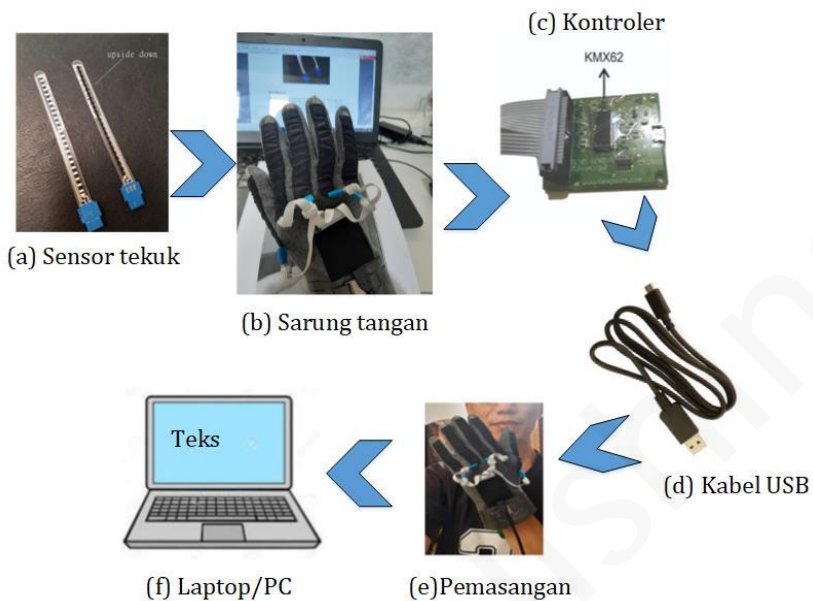 (c) Kontroler
KMX62
upside down
(a) Sensor tekuk
(b) Sarung tangan
(d) Kabel USB
Teks
(f) Laptop/PC
(e)Pemasangan